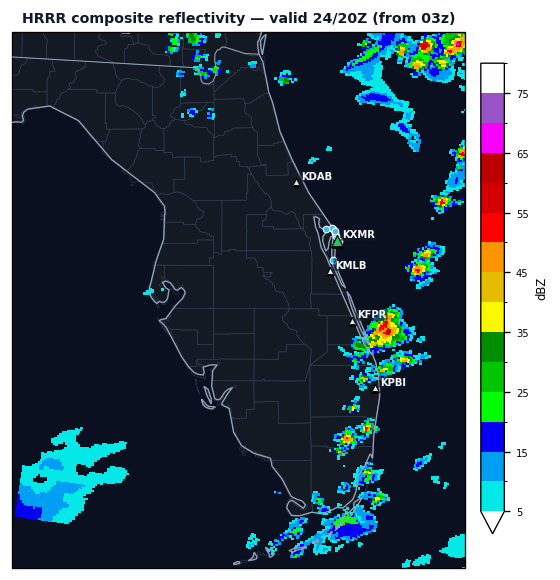 HRRR composite reflectivity — valid 24/20Z (from 03z)
KDAB
KXMR
KMLB
KFPR
KPBI
75
65
55
45
35
25
15
5
dBZ